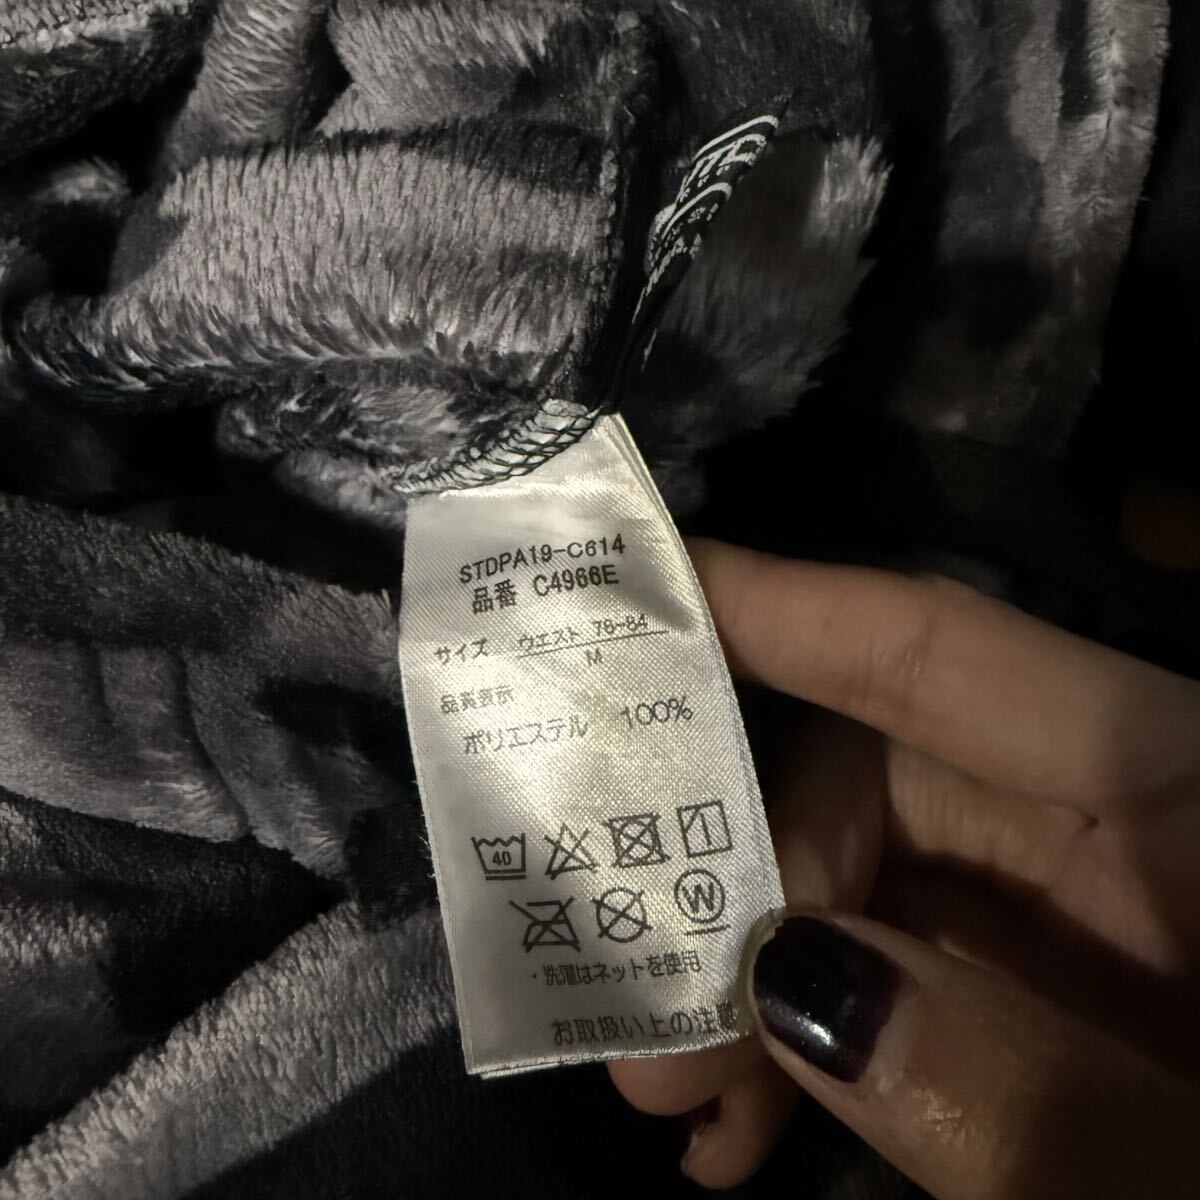 STDPA19-C614
品番 C4966E
サイズ ウエスト 76~84
M
品質表示
ポリエステル 100%
40
W
・洗濯はネットを使用
お取扱い上の注意